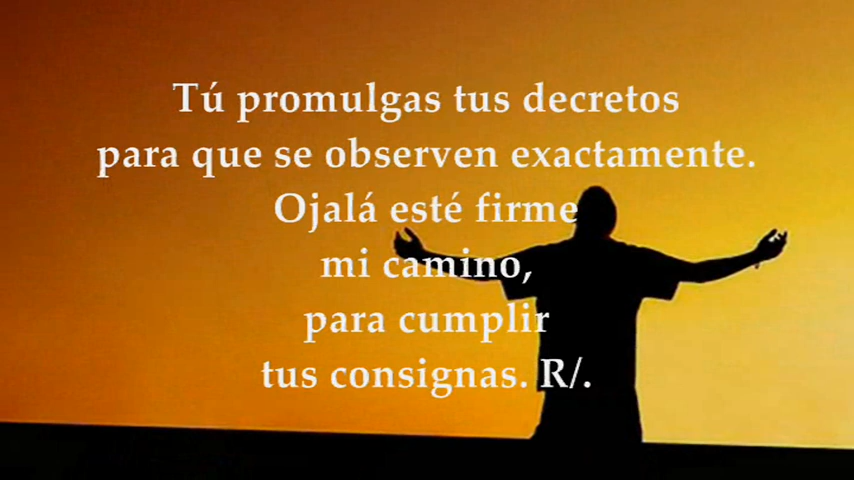 Tú promulgas tus decretos
para que se observen exactamente.
Ojalá esté firme
mi camino,
para cumplir
tus consignas. R/.